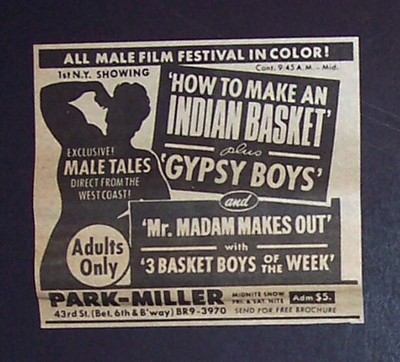 ALL MALE FILM FESTIVAL IN COLOR!
1st N.Y. SHOWING
Cont. 9:45 A.M. - Mid.
'HOW TO MAKE AN
INDIAN BASKET'
plus
'GYPSY BOYS'
EXCLUSIVE!
MALE TALES
DIRECT FROM THE
WEST COAST!
and
'Mr. MADAM MAKES OUT'
with
'3 BASKET BOYS OF THE WEEK'
Adults
Only
PARK-MILLER
MIDNITE SHOW
FRI. & SAT. NITE
Adm $5.
43rd St. (Bet. 6th & B'way) BR9-3970
SEND FOR FREE BROCHURE